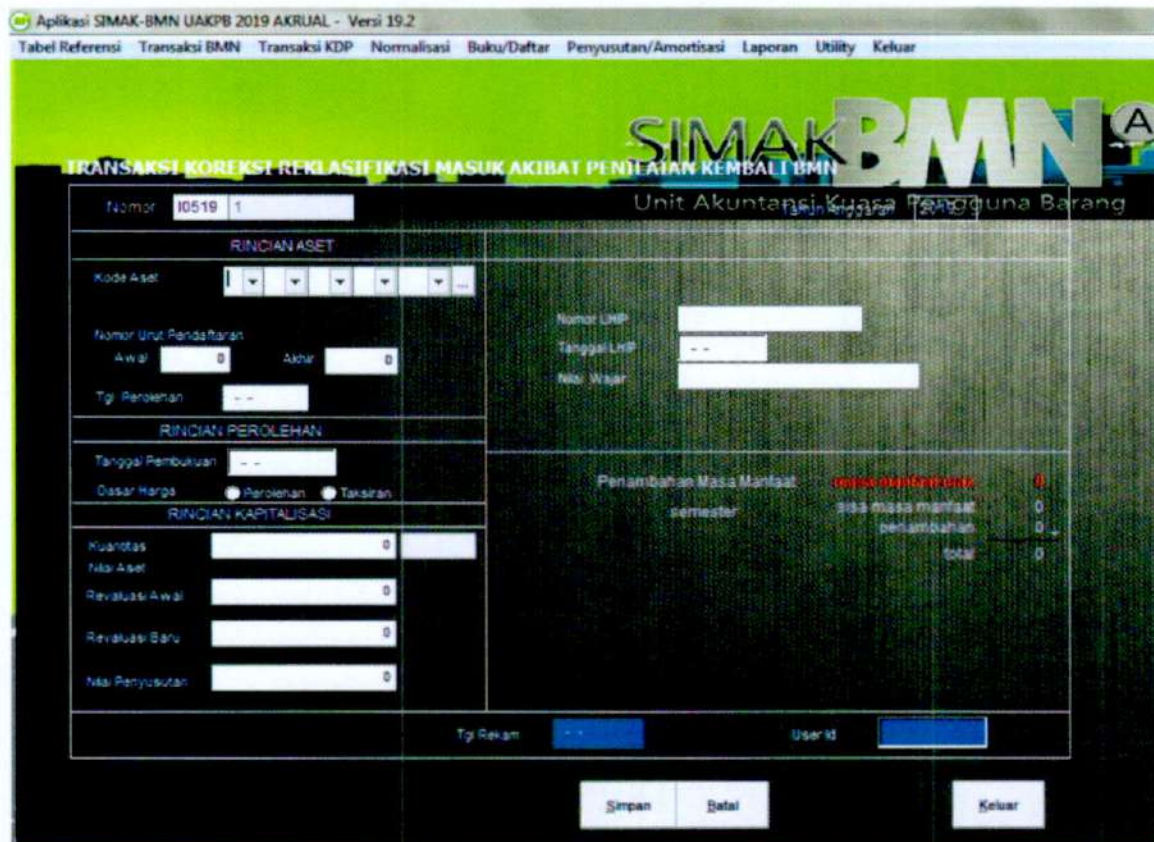 Aplikasi SIMAK-BMN UAKPB 2019 AKRUAL - Versi 19.2
Tabel Referensi Transaksi BMN Transaksi KDP Normalisasi Buku/Daftar Penyusutan/Amortisasi Laporan Utility Keluar
SIMAK BMN A
TRANSAKSI KOREKSI REKLASIFIKASI MASUK AKIBAT PENILAIAN KEMBALI BMN
Unit Akuntansi Kuasa Pengguna Barang
Nomor I0519 1 Tahun Anggaran
RINCIAN ASET
Kode Aset ...
Nomor Urut Pendaftaran
Awal 0 Akhir 0
Tgl. Perolehan - -
Nomor LHIP
Tanggal LHIP - -
Nilai Wajar
RINCIAN PEROLEHAN
Tanggal Pembukuan - -
Dasar Harga Perolehan Taksiran
RINCIAN KAPITALISASI
Kuantitas 0
Nilai Aset
Revaluasi Awal 0
Revaluasi Baru 0
Nilai Penyusutan 0
Penambahan Masa Manfaat masa manfaat 0
semester sisa masa manfaat 0
penambahan 0
total 0
Tgl Rekam - - User Id
Simpan Batal Keluar